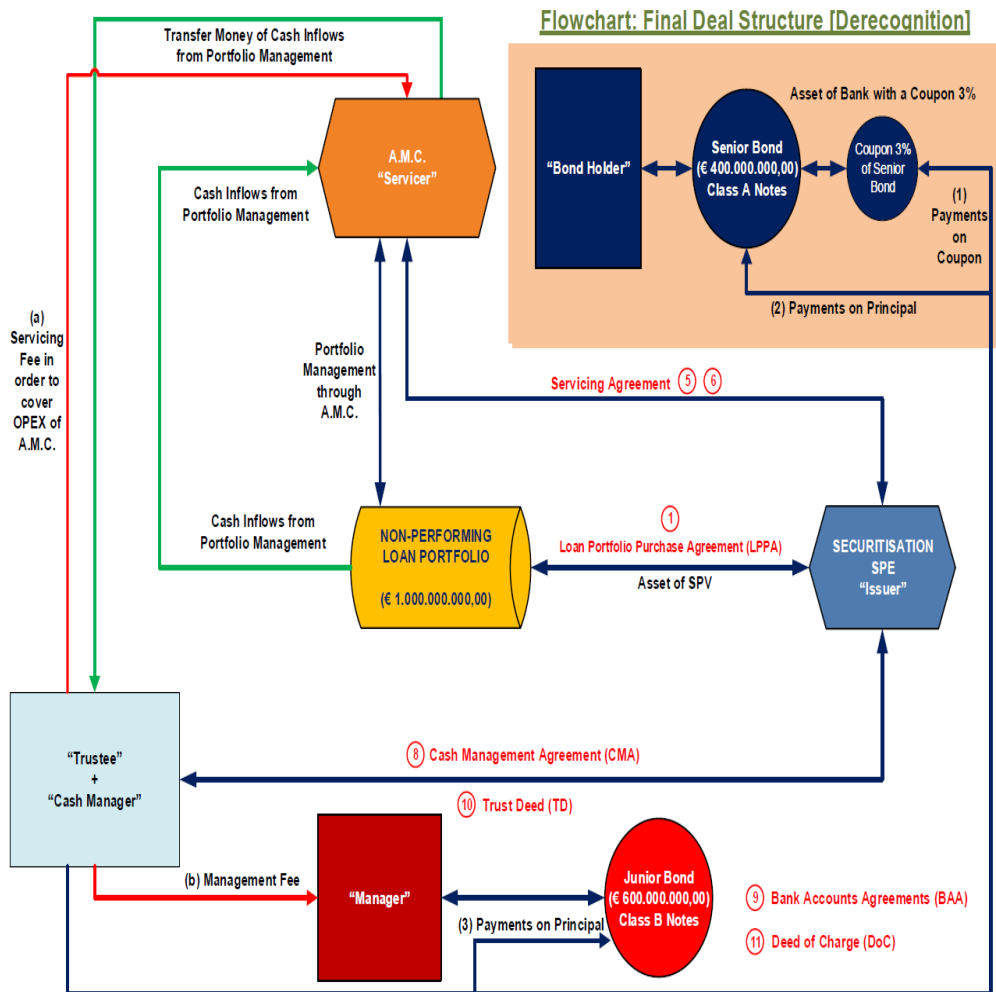 Flowchart: Final Deal Structure [Derecognition]
Transfer Money of Cash Inflows
from Portfolio Management
Asset of Bank with a Coupon 3%
A.M.C.
“Servicer”
“Bond Holder”
Senior Bond
(€ 400.000.000,00)
Class A Notes
Coupon 3%
of Senior
Bond
Cash Inflows from
Portfolio Management
(1)
Payments
on
Coupon
(2) Payments on Principal
(a)
Servicing
Fee in
order to
cover
OPEX of
A.M.C.
Portfolio
Management
through
A.M.C.
Servicing Agreement 5 6
Cash Inflows from
Portfolio Management
NON-PERFORMING
LOAN PORTFOLIO
(€ 1.000.000.000,00)
1
Loan Portfolio Purchase Agreement (LPPA)
Asset of SPV
SECURITISATION
SPE
“Issuer”
“Trustee”
+
“Cash Manager”
8 Cash Management Agreement (CMA)
10 Trust Deed (TD)
(b) Management Fee
“Manager”
(3) Payments on Principal
Junior Bond
(€ 600.000.000,00)
Class B Notes
9 Bank Accounts Agreements (BAA)
11 Deed of Charge (DoC)